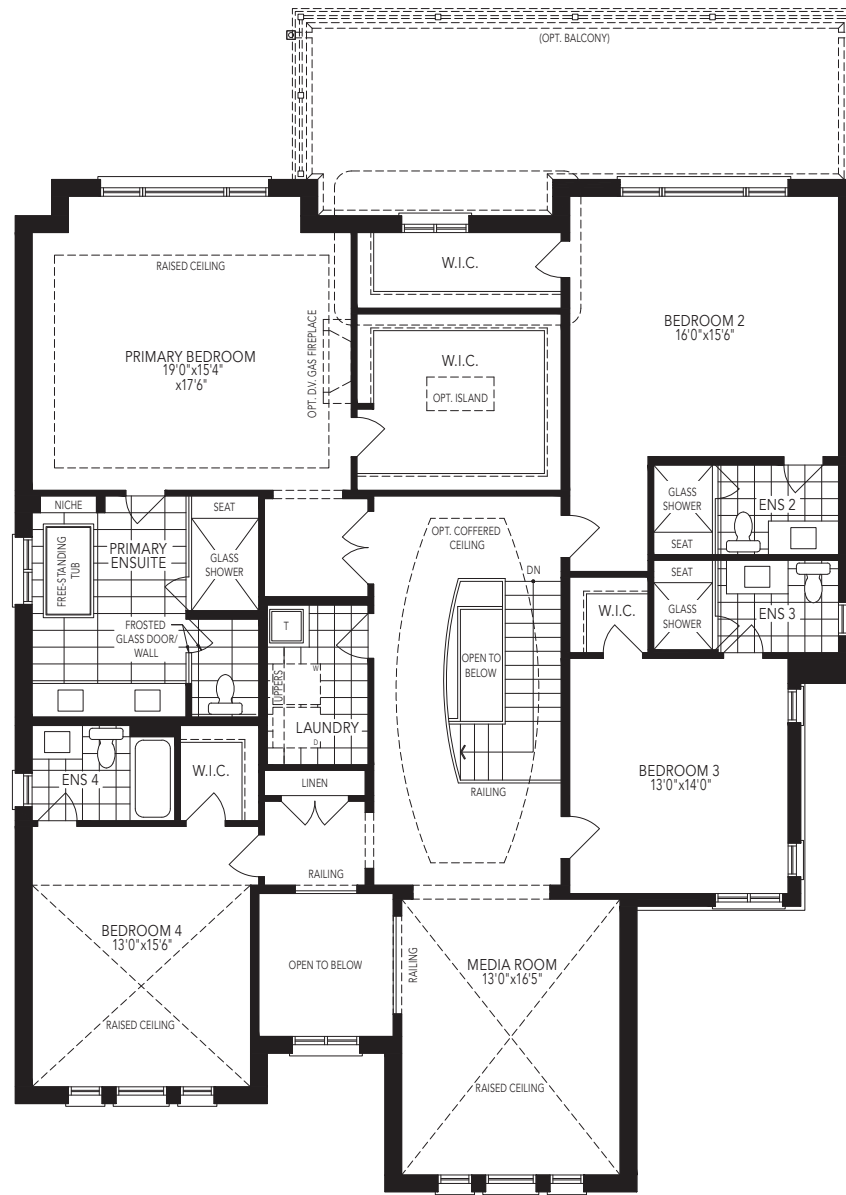 (OPT. BALCONY)
RAISED CEILING
W.I.C.
BEDROOM 2
16'0"x15'6"
PRIMARY BEDROOM
19'0"x15'4"
x17'6"
OPT. D.V. GAS FIREPLACE
W.I.C.
OPT. ISLAND
NICHE
SEAT
PRIMARY
ENSUITE
FREE-STANDING
TUB
GLASS
SHOWER
FROSTED
GLASS DOOR/
WALL
OPT. COFFERED
CEILING
DN
GLASS
SHOWER
SEAT
ENS 2
SEAT
GLASS
SHOWER
ENS 3
W.I.C.
T
UPPERS
W
D
LAUNDRY
OPEN TO
BELOW
RAILING
BEDROOM 3
13'0"x14'0"
ENS 4
W.I.C.
LINEN
RAILING
BEDROOM 4
13'0"x15'6"
RAISED CEILING
OPEN TO BELOW
RAILING
MEDIA ROOM
13'0"x16'5"
RAISED CEILING